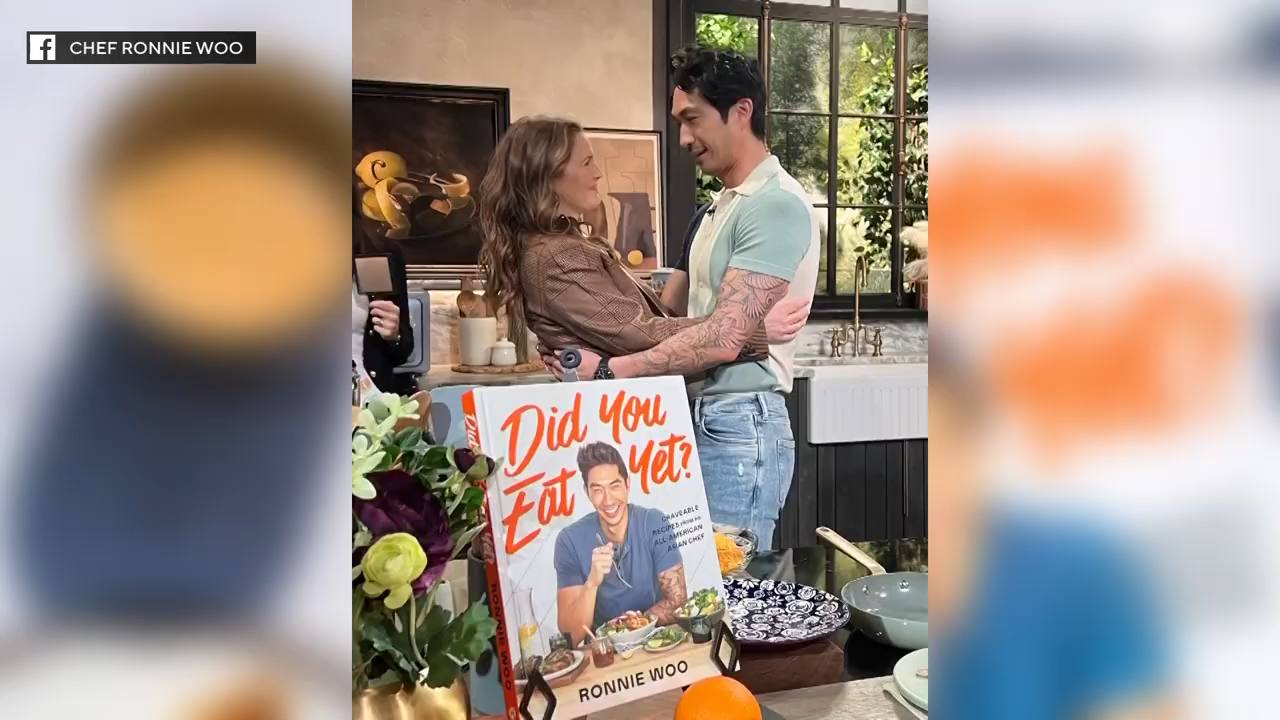 f CHEF RONNIE WOO
Did You
Eat Yet?
CRAVEABLE
RECIPES FROM AN
ALL-AMERICAN
ASIAN CHEF
RONNIE WOO
RONNIE WOO